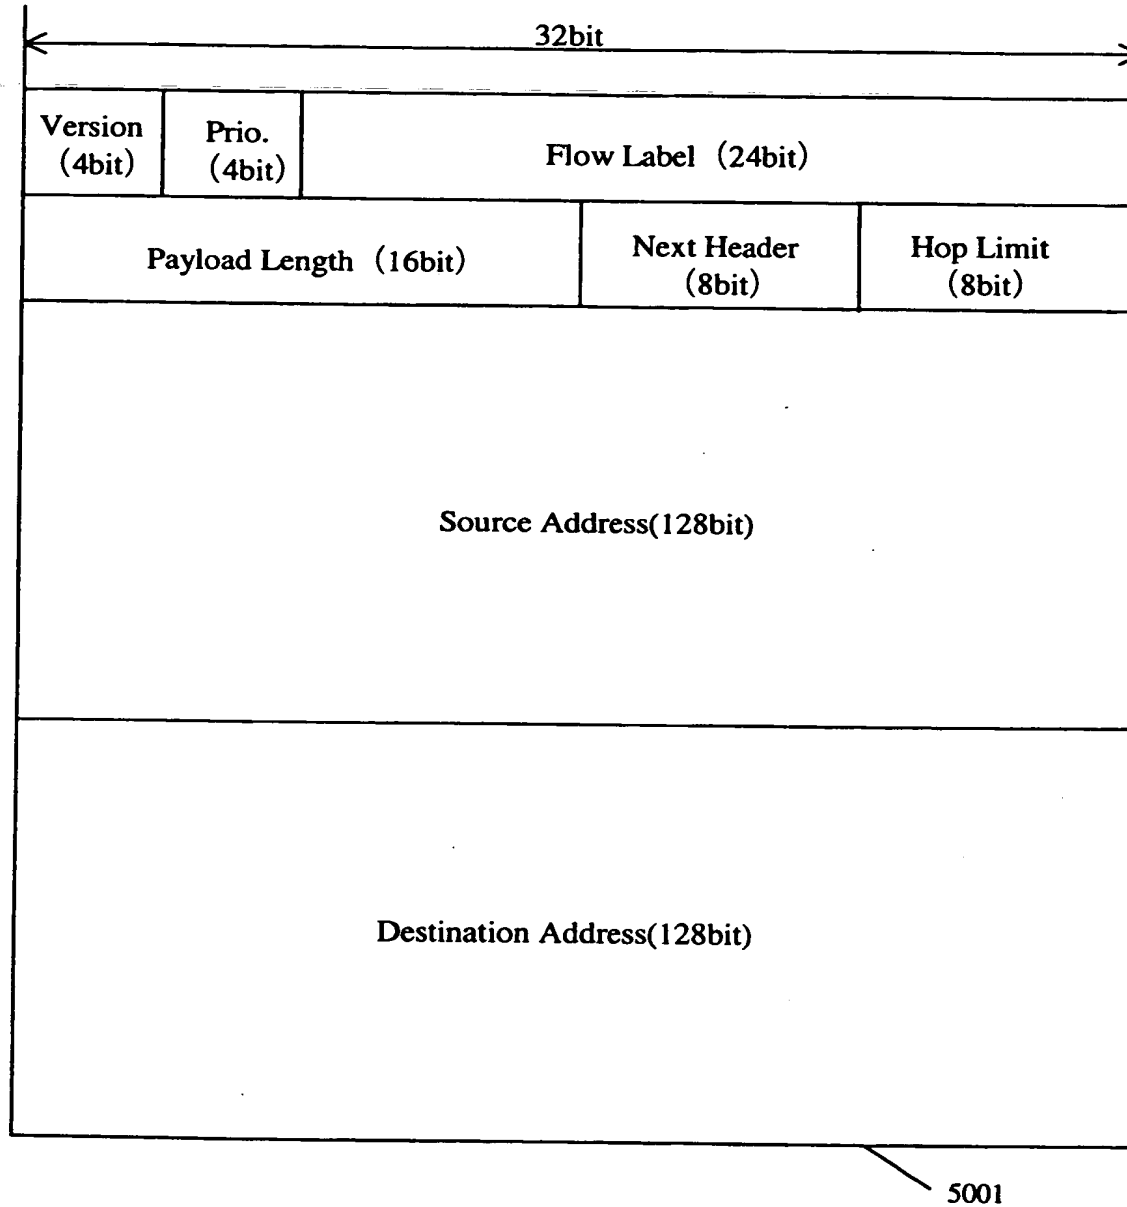 32bit
Version
(4bit)
Prio.
(4bit)
Flow Label (24bit)
Payload Length (16bit)
Next Header
(8bit)
Hop Limit
(8bit)
Source Address(128bit)
Destination Address(128bit)
5001